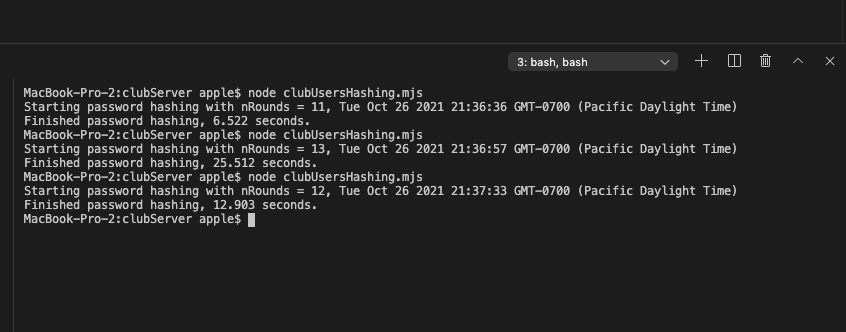 3: bash, bash
MacBook-Pro-2:clubServer apple$ node clubUsersHashing.mjs
Starting password hashing with nRounds = 11, Tue Oct 26 2021 21:36:36 GMT-0700 (Pacific Daylight Time)
Finished password hashing, 6.522 seconds.
MacBook-Pro-2:clubServer apple$ node clubUsersHashing.mjs
Starting password hashing with nRounds = 13, Tue Oct 26 2021 21:36:57 GMT-0700 (Pacific Daylight Time)
Finished password hashing, 25.512 seconds.
MacBook-Pro-2:clubServer apple$ node clubUsersHashing.mjs
Starting password hashing with nRounds = 12, Tue Oct 26 2021 21:37:33 GMT-0700 (Pacific Daylight Time)
Finished password hashing, 12.903 seconds.
MacBook-Pro-2:clubServer apple$